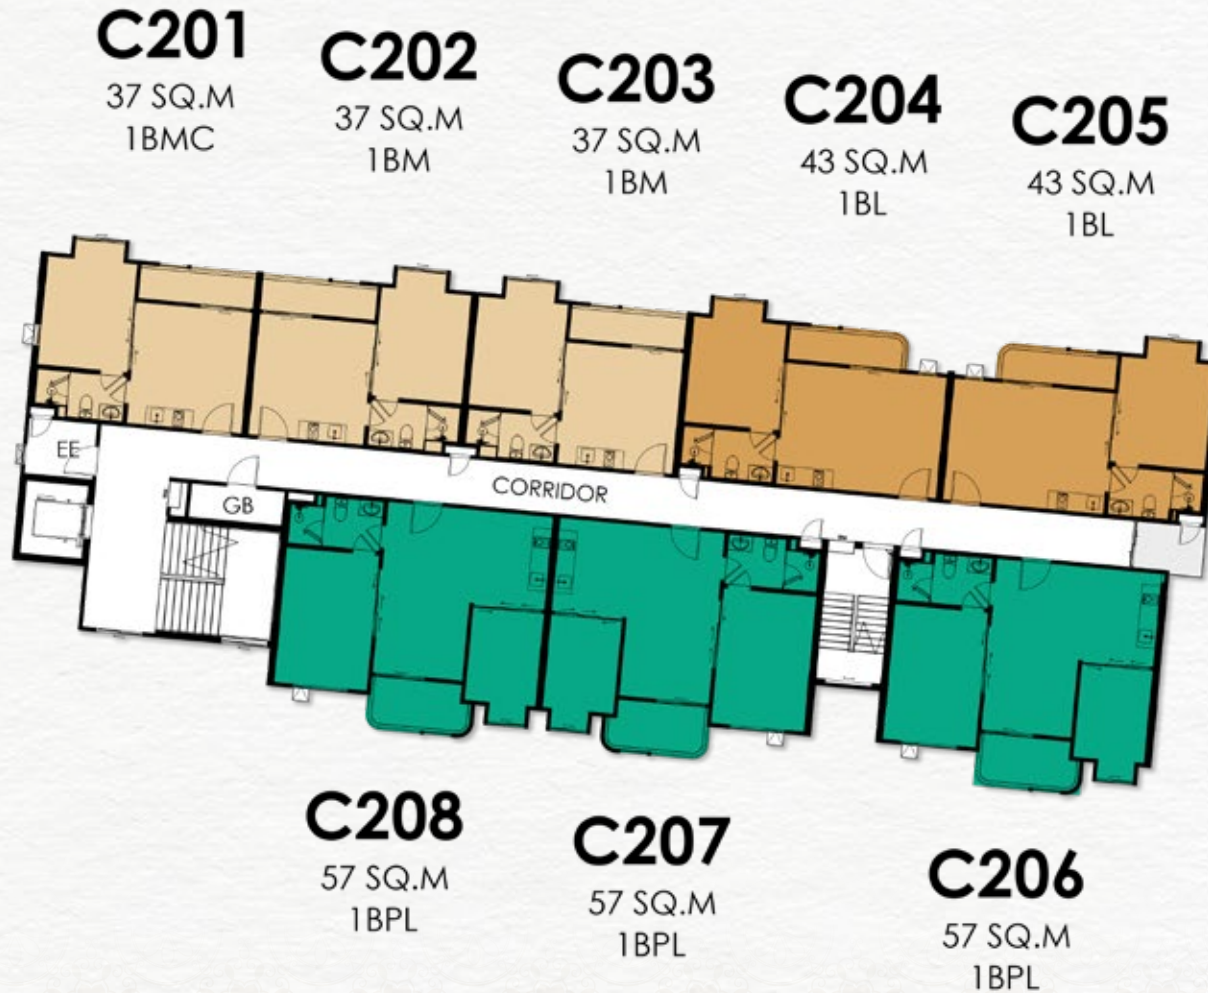 C201
37 SQ.M
1BMC
C202
37 SQ.M
1BM
C203
37 SQ.M
1BM
C204
43 SQ.M
1BL
C205
43 SQ.M
1BL
EE
GB
CORRIDOR
C208
57 SQ.M
1BPL
C207
57 SQ.M
1BPL
C206
57 SQ.M
1BPL